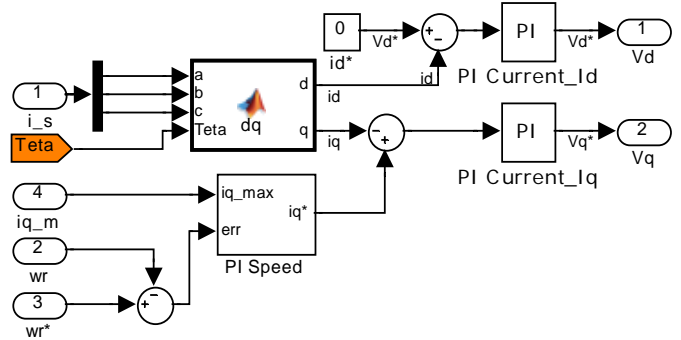 0
Vd*
id*
+
−
id
PI
Vd*
PI Current_Id
1
Vd
1
i_s
a
b
c
Teta
d
q
dq
id
iq
Teta
−
+
PI
Vq*
PI Current_Iq
2
Vq
4
iq_m
iq_max
err
iq*
PI Speed
2
wr
−
+
3
wr*